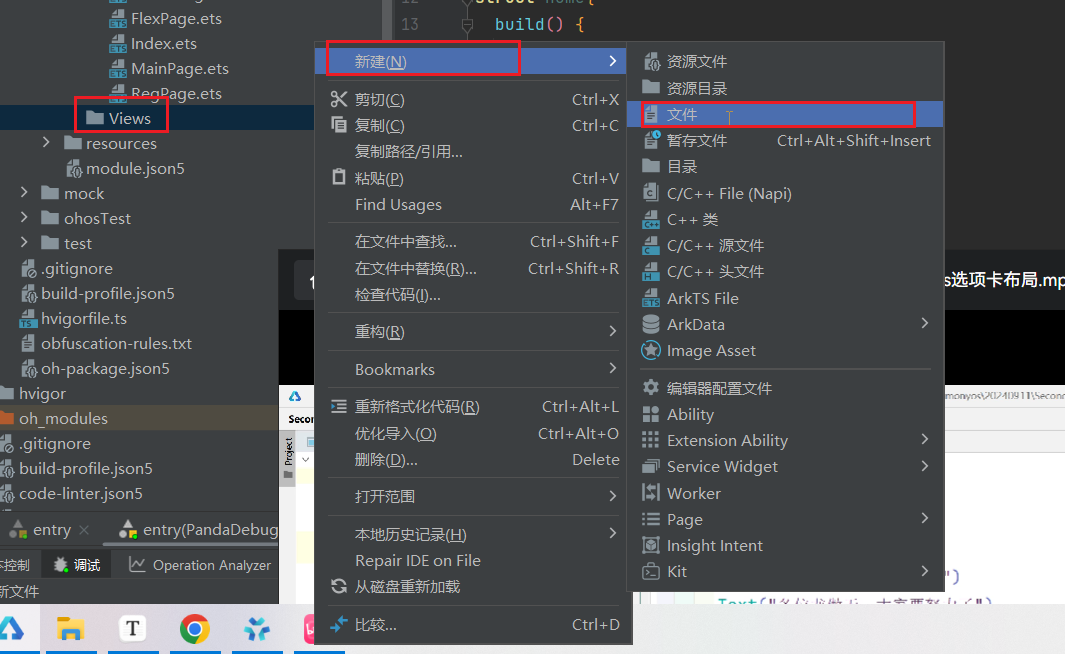 FlexPage.ets
Index.ets
MainPage.ets
RegPage.ets
Views
resources
module.json5
mock
ohosTest
test
.gitignore
build-profile.json5
hvigorfile.ts
obfuscation-rules.txt
oh-package.json5
hvigor
oh_modules
.gitignore
build-profile.json5
code-linter.json5
entry
entry(PandaDebug
调试
Operation Analyzer
新文件
13 build() {
新建(N)
剪切(C) Ctrl+X
复制(C) Ctrl+C
复制路径/引用...
粘贴(P) Ctrl+V
Find Usages Alt+F7
在文件中查找... Ctrl+Shift+F
在文件中替换(R)... Ctrl+Shift+R
检查代码(I)...
重构(R)
Bookmarks
重新格式化代码(R) Ctrl+Alt+L
优化导入(O) Ctrl+Alt+O
删除(D)... Delete
打开范围
本地历史记录(H)
Repair IDE on File
从磁盘重新加载
比较... Ctrl+D
资源文件
资源目录
文件
暂存文件 Ctrl+Alt+Shift+Insert
目录
C/C++ File (Napi)
C++ 类
C/C++ 源文件
C/C++ 头文件
ArkTS File
ArkData
Image Asset
编辑器配置文件
Ability
Extension Ability
Service Widget
Worker
Page
Insight Intent
Kit
s选项卡布局.mp
monyos\20240911\Second
Secon
Project
")
T